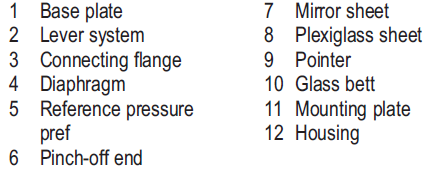 1 Base plate
2 Lever system
3 Connecting flange
4 Diaphragm
5 Reference pressure
pref
6 Pinch-off end
7 Mirror sheet
8 Plexiglass sheet
9 Pointer
10 Glass bett
11 Mounting plate
12 Housing